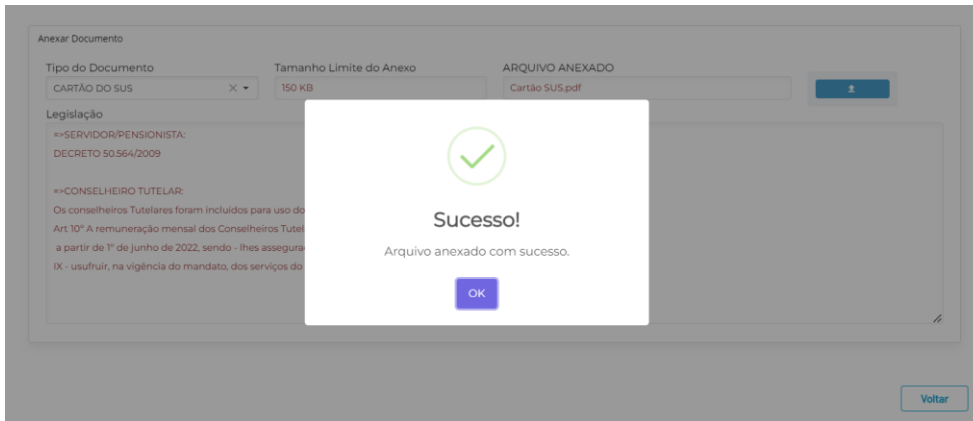 Anexar Documento
Tipo do Documento
Tamanho Limite do Anexo
ARQUIVO ANEXADO
CARTÃO DO SUS
150 KB
Cartão SUS.pdf
Legislação
=>SERVIDOR/PENSIONISTA:
DECRETO 50.564/2009
=>CONSELHEIRO TUTELAR:
Os conselheiros Tutelares foram incluídos para uso do
Art 10º A remuneração mensal dos Conselheiros Tutel
a partir de 1º de junho de 2022, sendo - lhes assegura
IX - usufruir, na vigência do mandato, dos serviços do
Sucesso!
Arquivo anexado com sucesso.
OK
Voltar